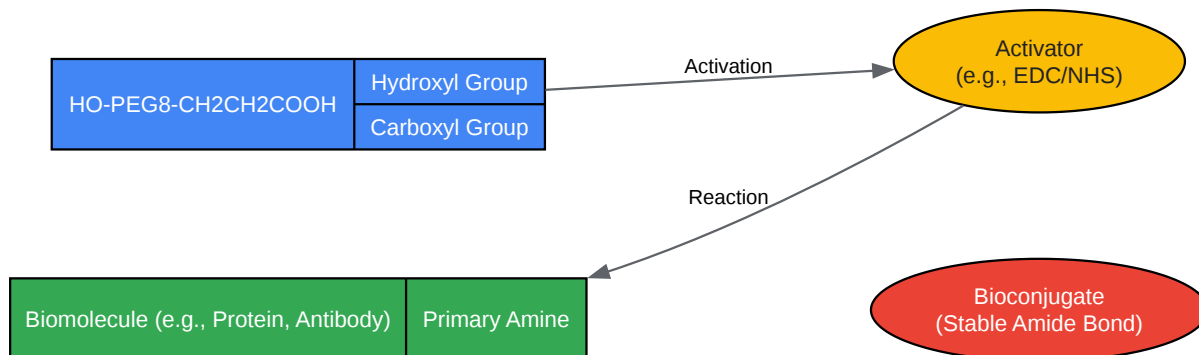 HO-PEG8-CH2CH2COOH
Hydroxyl Group
Carboxyl Group
Activation
Activator
(e.g., EDC/NHS)
Reaction
Biomolecule (e.g., Protein, Antibody)
Primary Amine
Bioconjugate
(Stable Amide Bond)